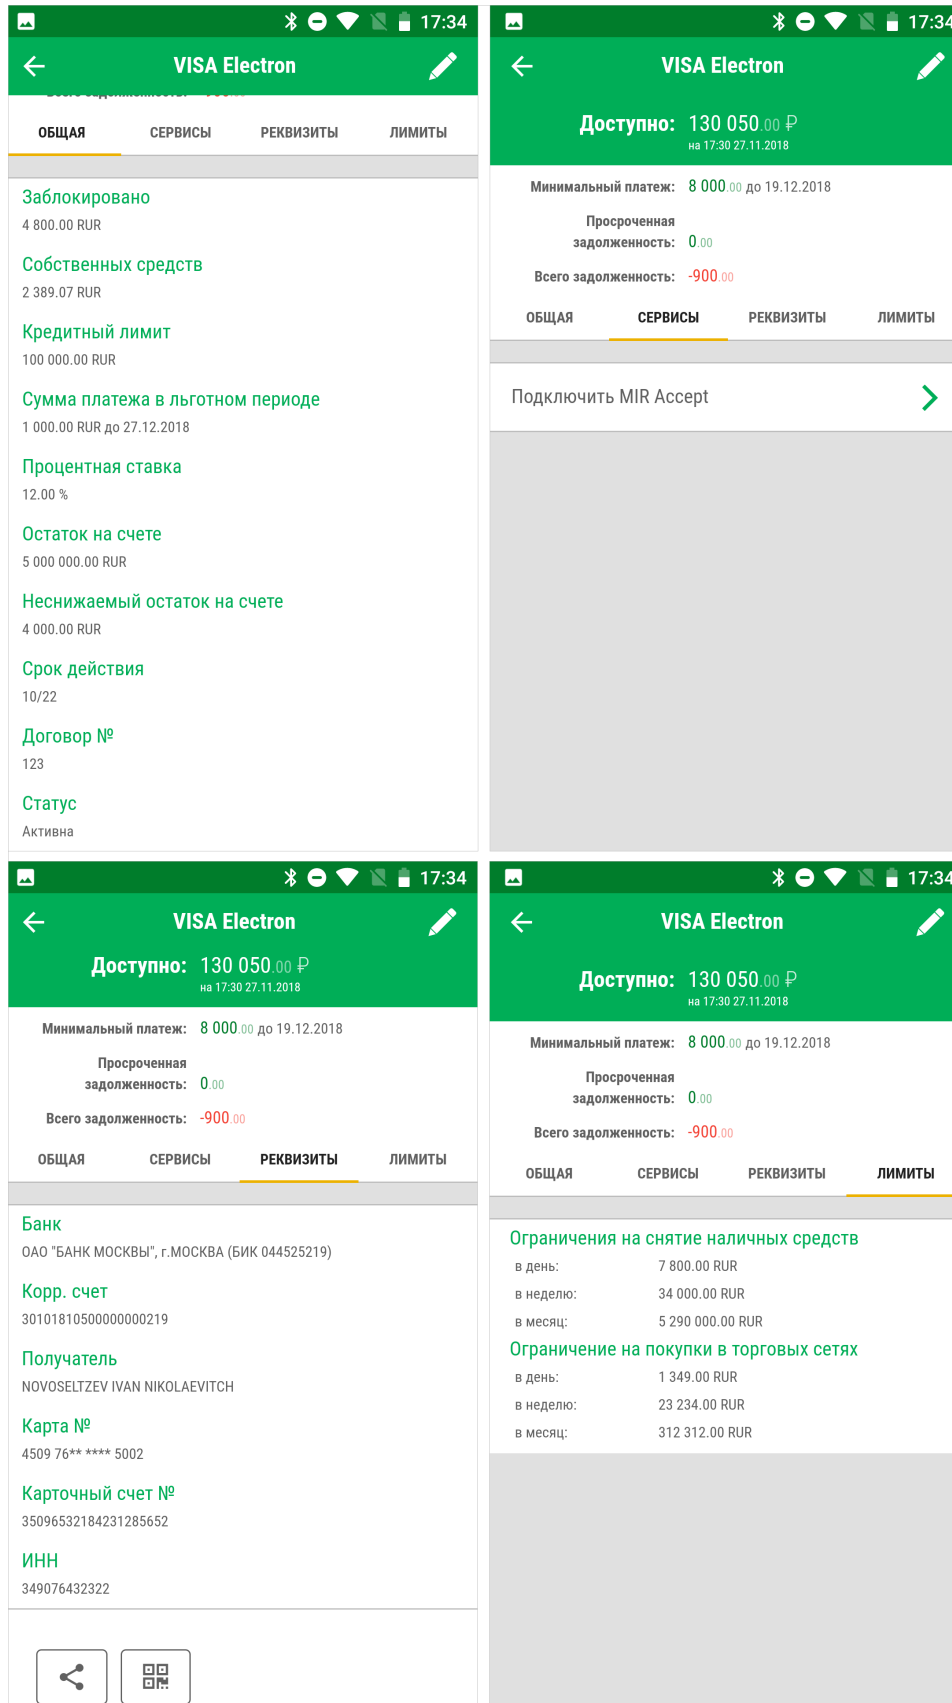 17:34
VISA Electron
ОБЩАЯ СЕРВИСЫ РЕКВИЗИТЫ ЛИМИТЫ
Заблокировано
4 800.00 RUR
Собственных средств
2 389.07 RUR
Кредитный лимит
100 000.00 RUR
Сумма платежа в льготном периоде
1 000.00 RUR до 27.12.2018
Процентная ставка
12.00 %
Остаток на счете
5 000 000.00 RUR
Неснижаемый остаток на счете
4 000.00 RUR
Срок действия
10/22
Договор №
123
Статус
Активна
17:34
VISA Electron
Доступно: 130 050.00 ₽
на 17:30 27.11.2018
Минимальный платеж: 8 000.00 до 19.12.2018
Просроченная
задолженность: 0.00
Всего задолженность: -900.00
ОБЩАЯ СЕРВИСЫ РЕКВИЗИТЫ ЛИМИТЫ
Подключить MIR Accept
17:34
VISA Electron
Доступно: 130 050.00 ₽
на 17:30 27.11.2018
Минимальный платеж: 8 000.00 до 19.12.2018
Просроченная
задолженность: 0.00
Всего задолженность: -900.00
ОБЩАЯ СЕРВИСЫ РЕКВИЗИТЫ ЛИМИТЫ
Банк
ОАО "БАНК МОСКВЫ", г.МОСКВА (БИК 044525219)
Корр. счет
30101810500000000219
Получатель
NOVOSELTZEV IVAN NIKOLAEVITCH
Карта №
4509 76** **** 5002
Карточный счет №
35096532184231285652
ИНН
349076432322
17:34
VISA Electron
Доступно: 130 050.00 ₽
на 17:30 27.11.2018
Минимальный платеж: 8 000.00 до 19.12.2018
Просроченная
задолженность: 0.00
Всего задолженность: -900.00
ОБЩАЯ СЕРВИСЫ РЕКВИЗИТЫ ЛИМИТЫ
Ограничения на снятие наличных средств
в день: 7 800.00 RUR
в неделю: 34 000.00 RUR
в месяц: 5 290 000.00 RUR
Ограничение на покупки в торговых сетях
в день: 1 349.00 RUR
в неделю: 23 234.00 RUR
в месяц: 312 312.00 RUR